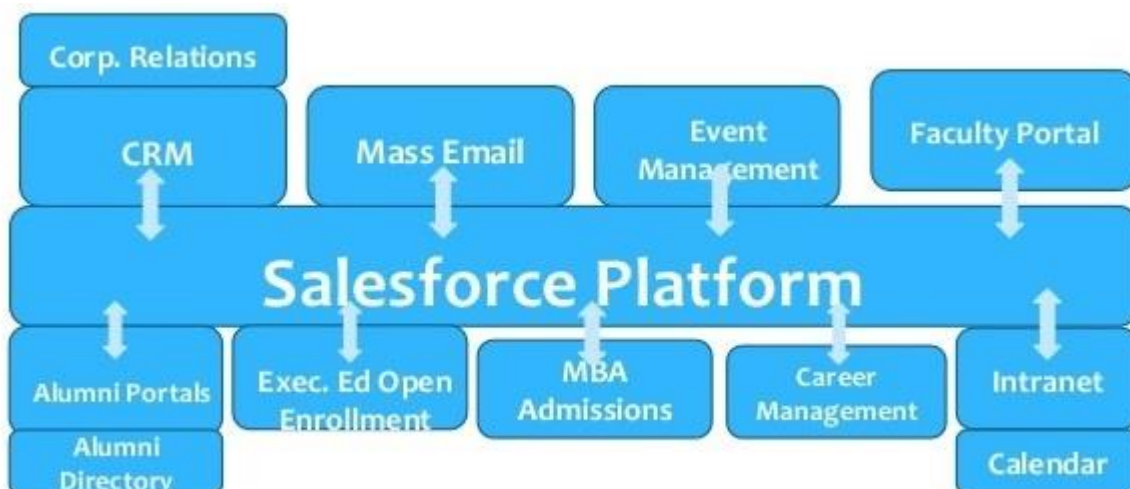 Corp. Relations
CRM
Mass Email
Event
Management
Faculty Portal
Salesforce Platform
Alumni Portals
Exec. Ed Open
Enrollment
MBA
Admissions
Career
Management
Intranet
Alumni
Directory
Calendar